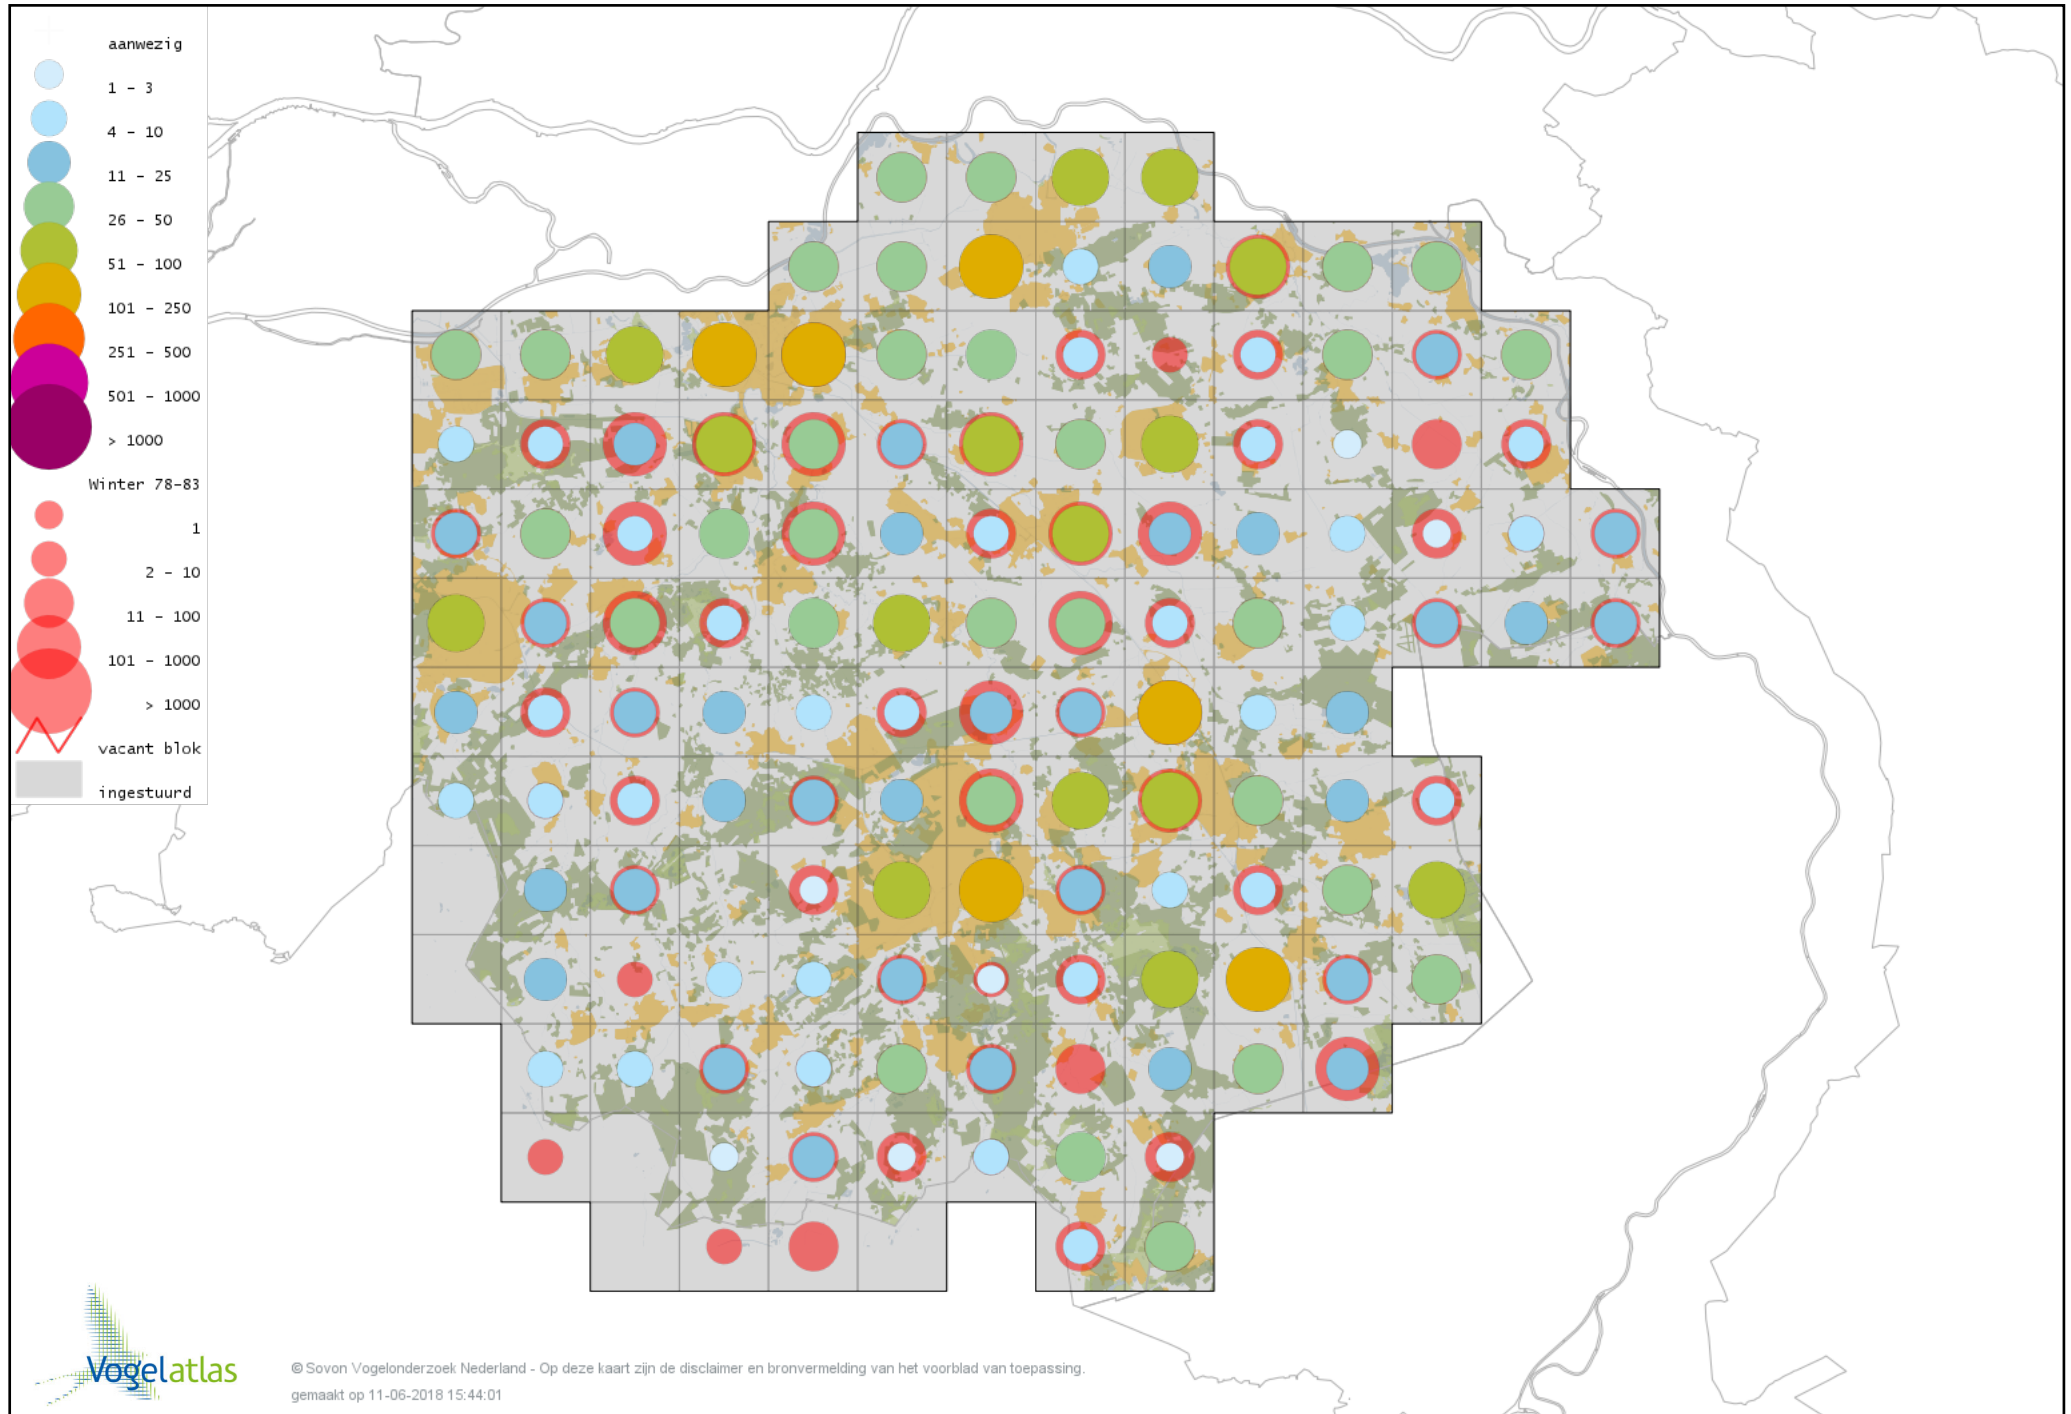 aanwezig
1 - 3
4 - 10
11 - 25
26 - 50
51 - 100
101 - 250
251 - 500
501 - 1000
> 1000
Winter 78-83
1
2 - 10
11 - 100
101 - 1000
> 1000
vacant blok
ingestuurd
Vogelatlas
© Sovon Vogelonderzoek Nederland - Op deze kaart zijn de disclaimer en bronvermelding van het voorblad van toepassing.
gemaakt op 11-06-2018 15:44:01